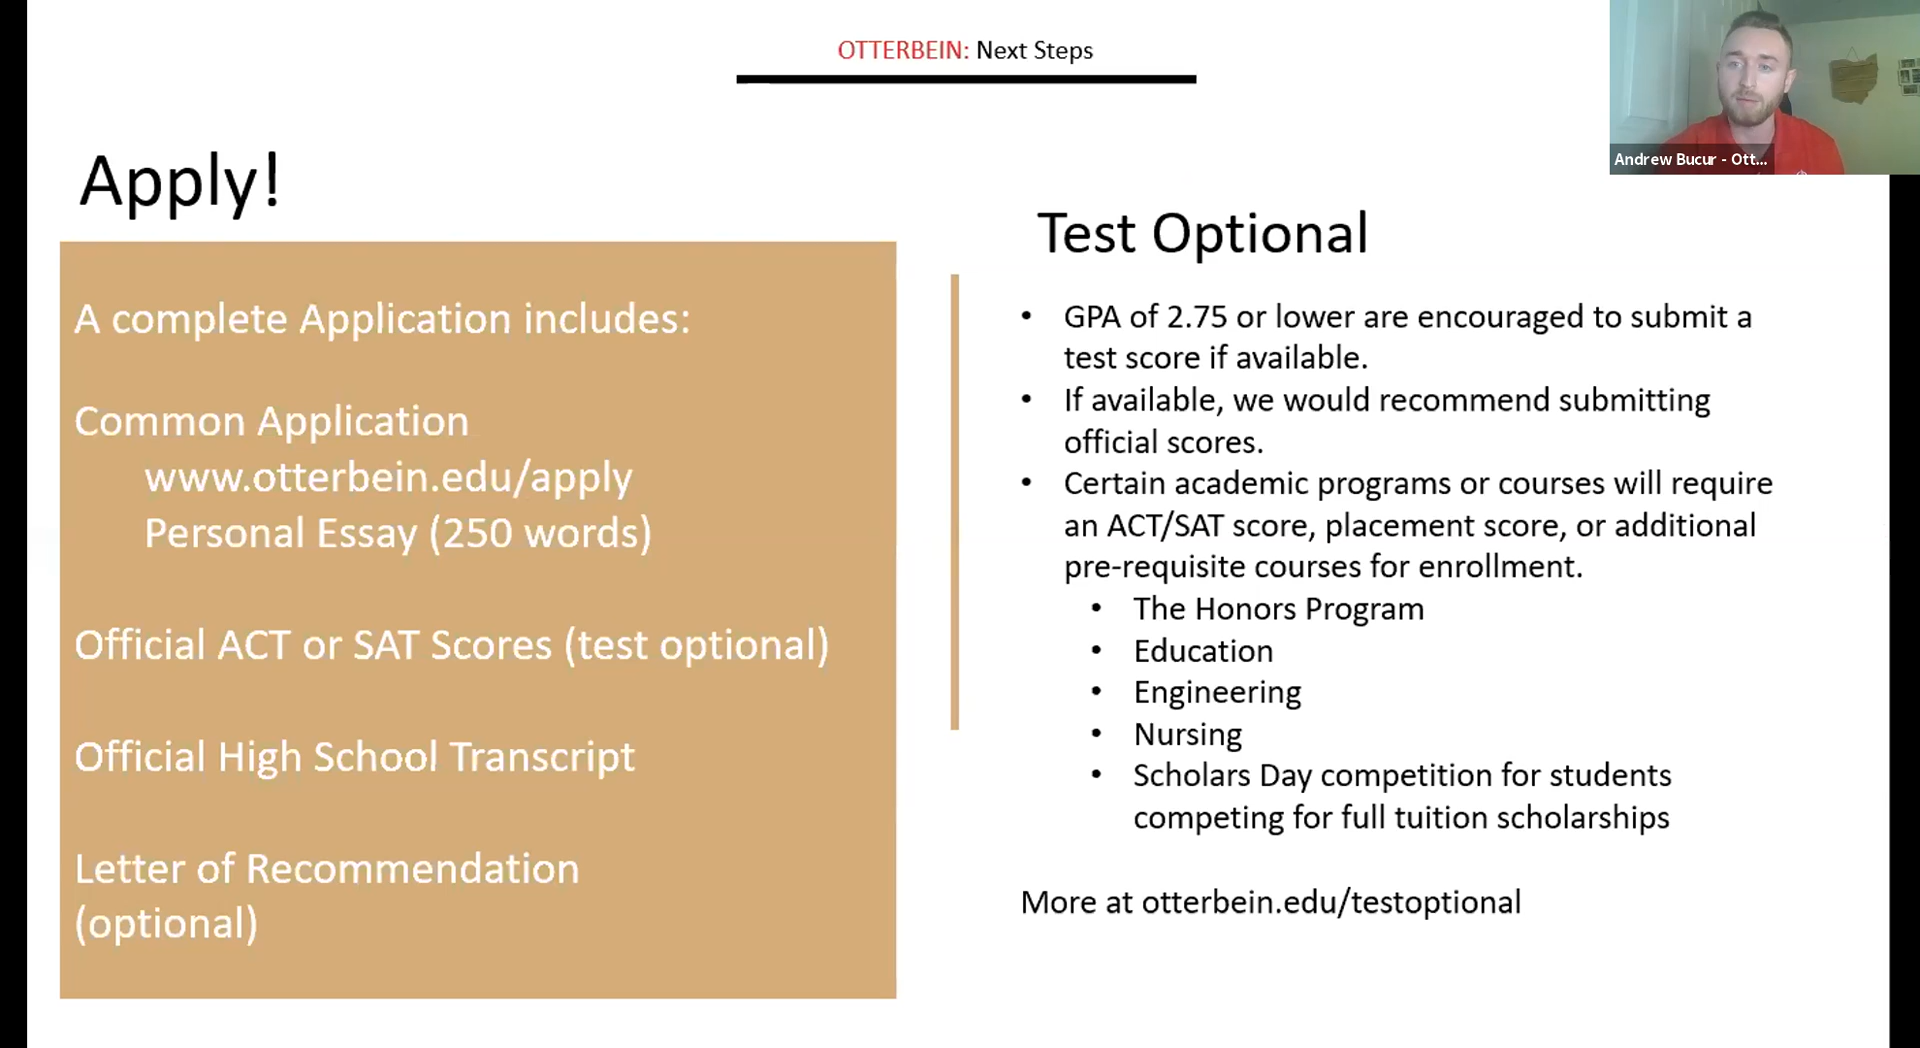 OTTERBEIN: Next Steps
Andrew Bucur - Ott...
Apply!
A complete Application includes:
Common Application
www.otterbein.edu/apply
Personal Essay (250 words)
Official ACT or SAT Scores (test optional)
Official High School Transcript
Letter of Recommendation
(optional)
Test Optional
• GPA of 2.75 or lower are encouraged to submit a
test score if available.
• If available, we would recommend submitting
official scores.
• Certain academic programs or courses will require
an ACT/SAT score, placement score, or additional
pre-requisite courses for enrollment.
• The Honors Program
• Education
• Engineering
• Nursing
• Scholars Day competition for students
competing for full tuition scholarships
More at otterbein.edu/testoptional